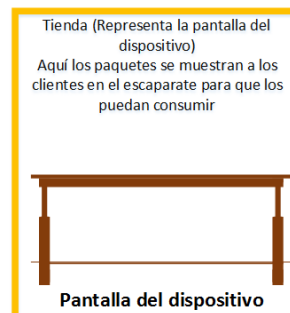 Tienda (Representa la pantalla del
dispositivo)
Aquí los paquetes se muestran a los
clientes en el escaparate para que los
puedan consumir
Pantalla del dispositivo